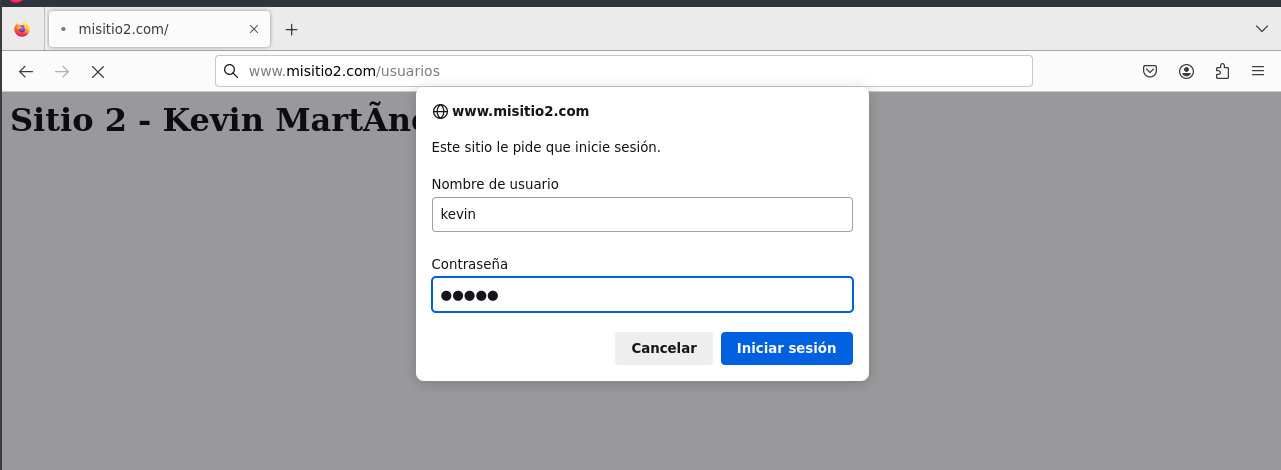 misitio2.com/
www.misitio2.com/usuarios
Sitio 2 - Kevin
www.misitio2.com
Este sitio le pide que inicie sesión.
Nombre de usuario
kevin
Contraseña
●●●●●
Cancelar
Iniciar sesión